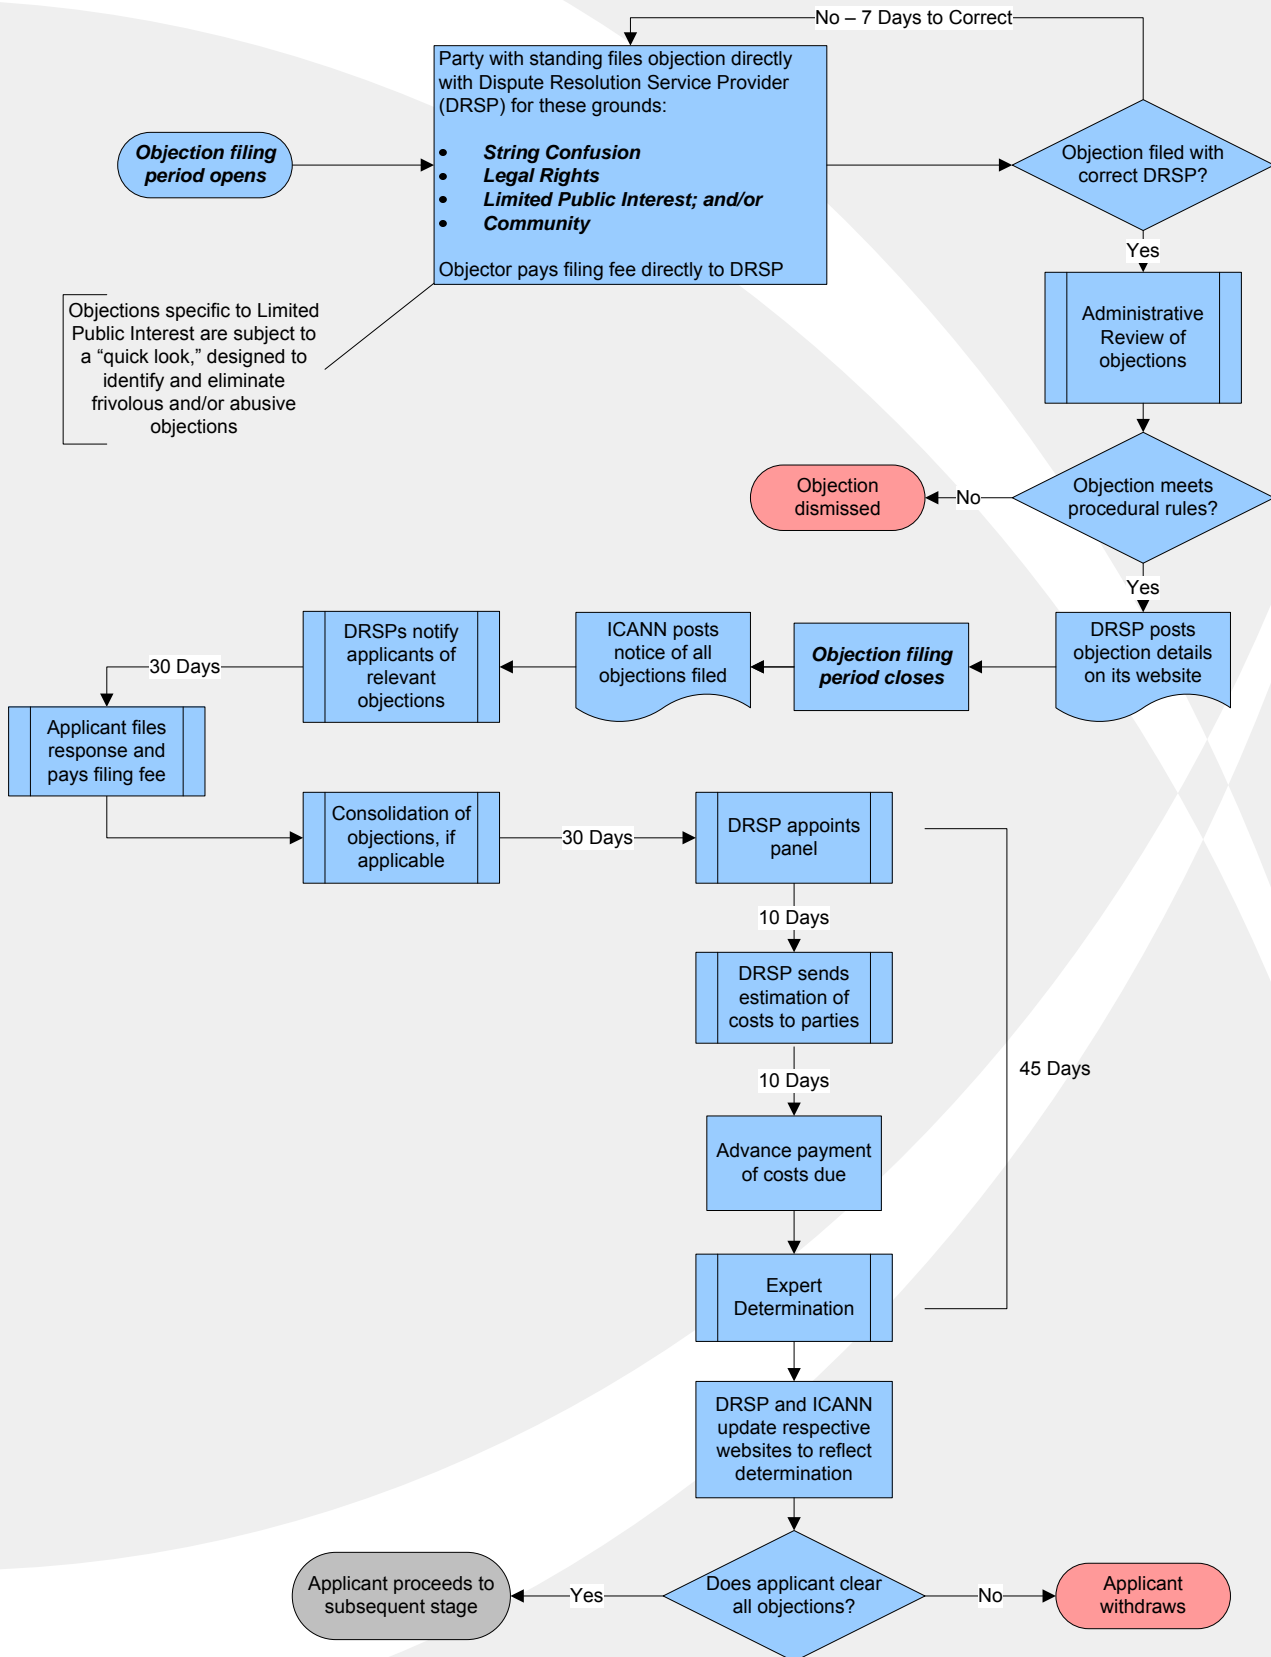 No – 7 Days to Correct
Party with standing files objection directly
with Dispute Resolution Service Provider
(DRSP) for these grounds:
• String Confusion
• Legal Rights
• Limited Public Interest; and/or
• Community
Objector pays filing fee directly to DRSP
Objection filing
period opens
Objection filed with
correct DRSP?
Yes
Objections specific to Limited
Public Interest are subject to
a “quick look,” designed to
identify and eliminate
frivolous and/or abusive
objections
Administrative
Review of
objections
Objection meets
procedural rules?
No
Objection
dismissed
Yes
DRSP posts
objection details
on its website
Objection filing
period closes
ICANN posts
notice of all
objections filed
DRSPs notify
applicants of
relevant
objections
30 Days
Applicant files
response and
pays filing fee
Consolidation of
objections, if
applicable
30 Days
DRSP appoints
panel
10 Days
DRSP sends
estimation of
costs to parties
10 Days
45 Days
Advance payment
of costs due
Expert
Determination
DRSP and ICANN
update respective
websites to reflect
determination
Does applicant clear
all objections?
Yes
Applicant proceeds to
subsequent stage
No
Applicant
withdraws